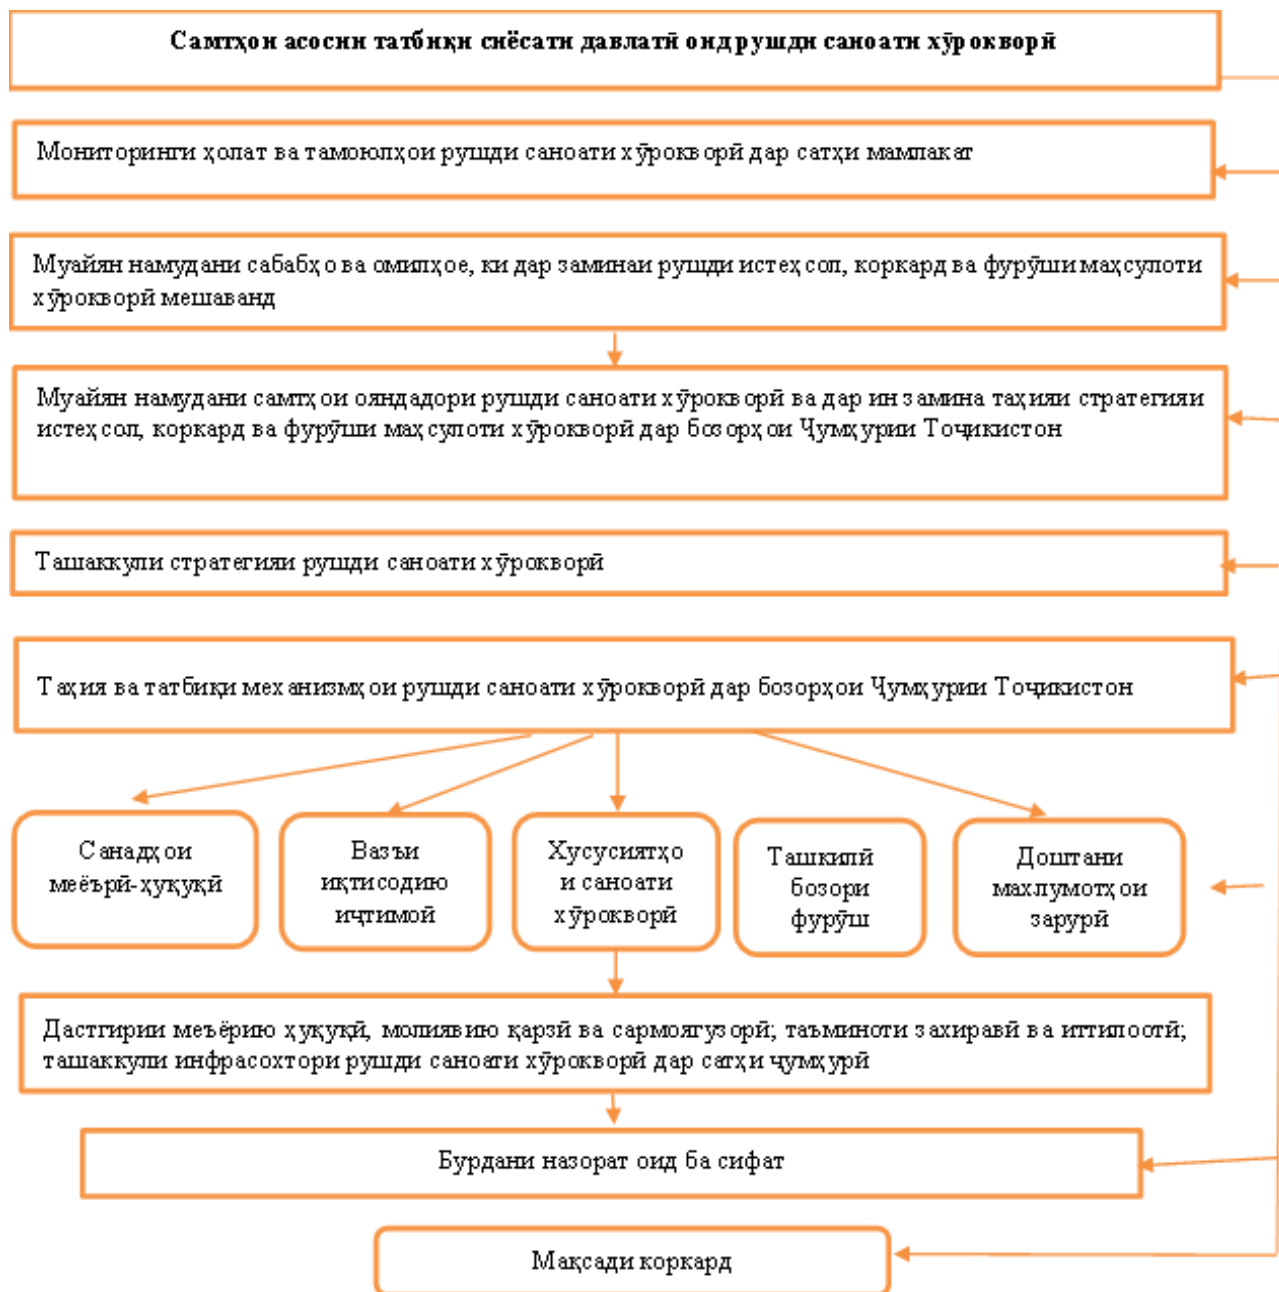 Самтҳои асосии татбиқи сиёсати давлатӣ оид рушди саноати хӯрокворӣ
Мониторинги ҳолат ва тамоюлҳои рушди саноати хӯрокворӣ дар сатҳи мамлакат
Муайян намудани сабабҳо ва омилҳое, ки дар заминаи рушди истеҳсол, коркард ва фурӯши маҳсулоти
хӯрокворӣ мешаванд
Муайян намудани самтҳои ояндадори рушди саноати хӯрокворӣ ва дар ин замина таҳияи стратегияи
истеҳсол, коркард ва фурӯши маҳсулоти хӯрокворӣ дар бозорҳои Ҷумҳурии Тоҷикистон
Ташаккули стратегияи рушди саноати хӯрокворӣ
Таҳия ва татбиқи механизмҳои рушди саноати хӯрокворӣ дар бозорҳои Ҷумҳурии Тоҷикистон
Санадҳои
меёърӣ-ҳуқуқӣ
Вазъи
иқтисодию
иҷтимоӣ
Хусусиятҳо
и саноати
хӯрокворӣ
Ташкилӣ
бозори
фурӯш
Доштани
махлумотҳои
зарурӣ
Дастгирии меъёрию ҳуқуқӣ, молиявию қарзӣ ва сармоягузорӣ; таъминоти захиравӣ ва иттилоотӣ;
ташаккули инфрасохтори рушди саноати хӯрокворӣ дар сатҳи ҷумҳурӣ
Бурдани назорат оид ба сифат
Мақсади коркард